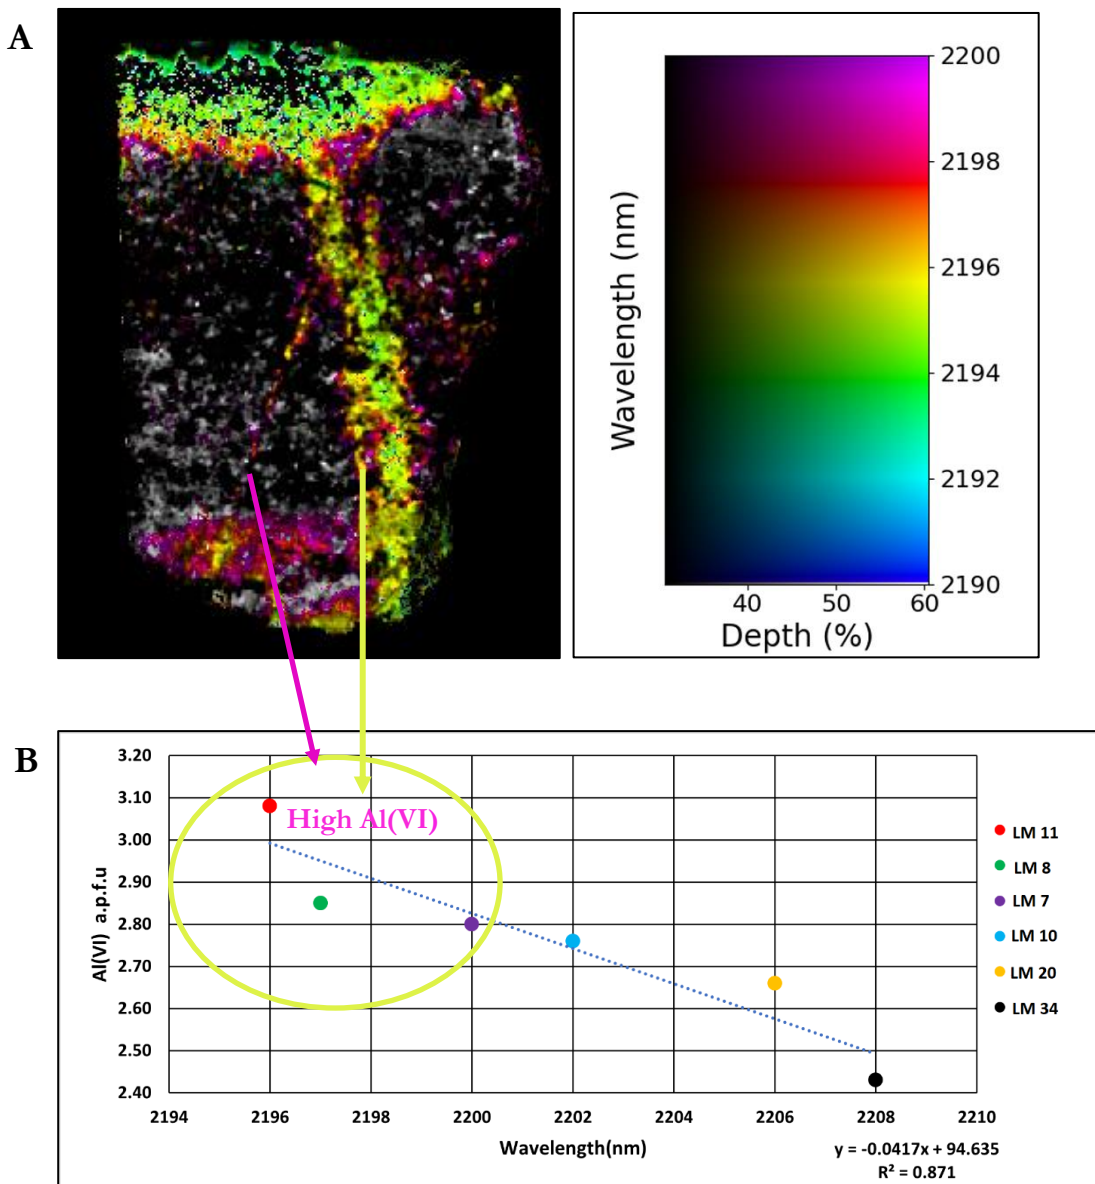 A
Wavelength (nm)
2200
2198
2196
2194
2192
2190
40 50 60
Depth (%)
B
Al(VI) a.p.f.u
3.20
3.10
3.00
2.90
2.80
2.70
2.60
2.50
2.40
High Al(VI)
LM 11
LM 8
LM 7
LM 10
LM 20
LM 34
2194 2196 2198 2200 2202 2204 2206 2208 2210
Wavelength(nm)
y = -0.0417x + 94.635
R² = 0.871